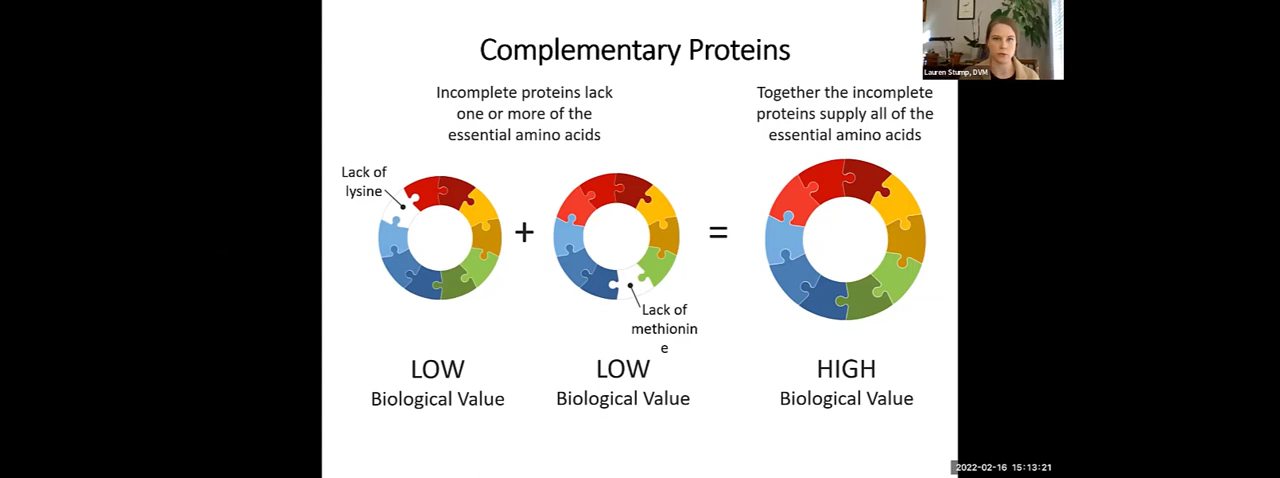 Complementary Proteins
Lauren Stump, DVM
Incomplete proteins lack
one or more of the
essential amino acids
Together the incomplete
proteins supply all of the
essential amino acids
Lack of
lysine
+
=
Lack of
methionin
e
LOW
Biological Value
LOW
Biological Value
HIGH
Biological Value
2022-02-16 15:13:21